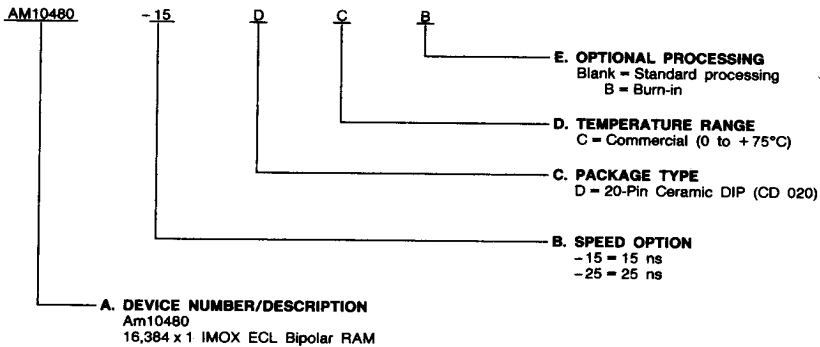 AM10480 -15 D C B
E. OPTIONAL PROCESSING
Blank = Standard processing
B = Burn-in
D. TEMPERATURE RANGE
C = Commercial (0 to +75°C)
C. PACKAGE TYPE
D = 20-Pin Ceramic DIP (CD 020)
B. SPEED OPTION
-15 = 15 ns
-25 = 25 ns
A. DEVICE NUMBER/DESCRIPTION
Am10480
16,384 x 1 IMOX ECL Bipolar RAM